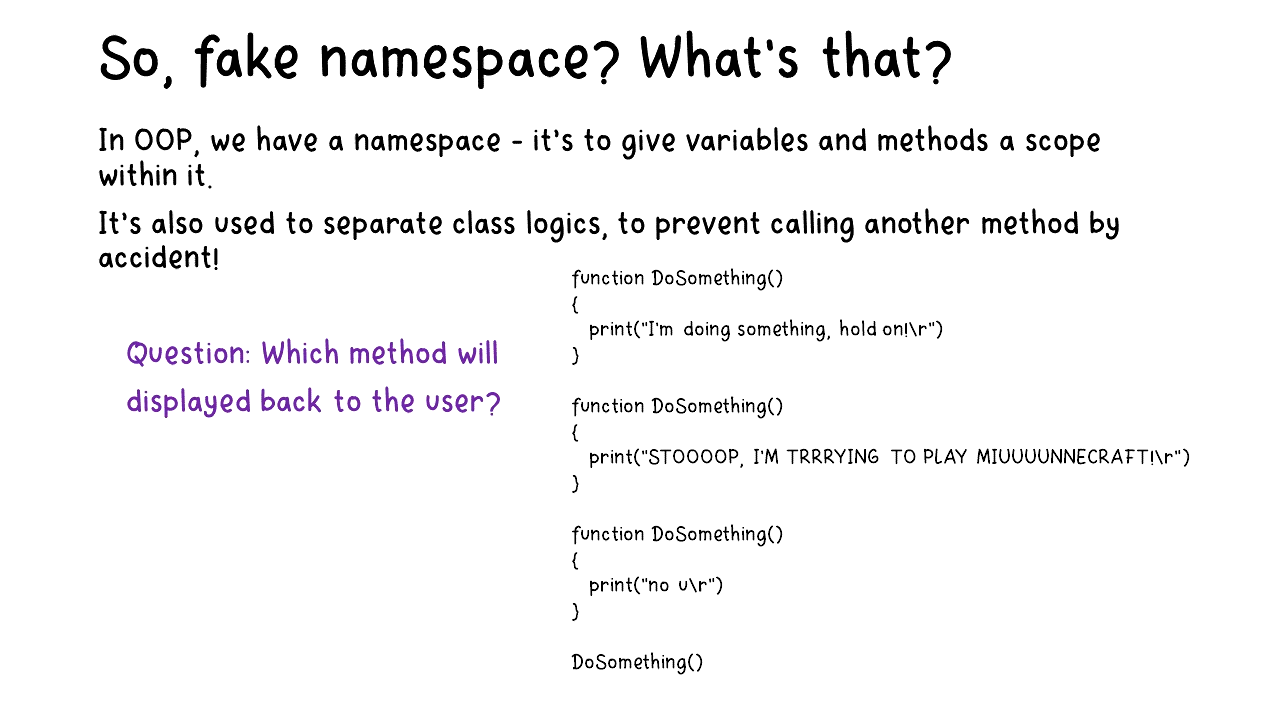 So, fake namespace? What's that?
In OOP, we have a namespace - it's to give variables and methods a scope
within it.
It's also used to separate class logics, to prevent calling another method by
accident!
Question: Which method will
displayed back to the user?
function DoSomething()
{
print("I'm doing something, hold on!\r")
}
function DoSomething()
{
print("STOOOOP, I'M TRRRYING TO PLAY MIUUUUNNECRAFT!\r")
}
function DoSomething()
{
print("no u\r")
}
DoSomething()